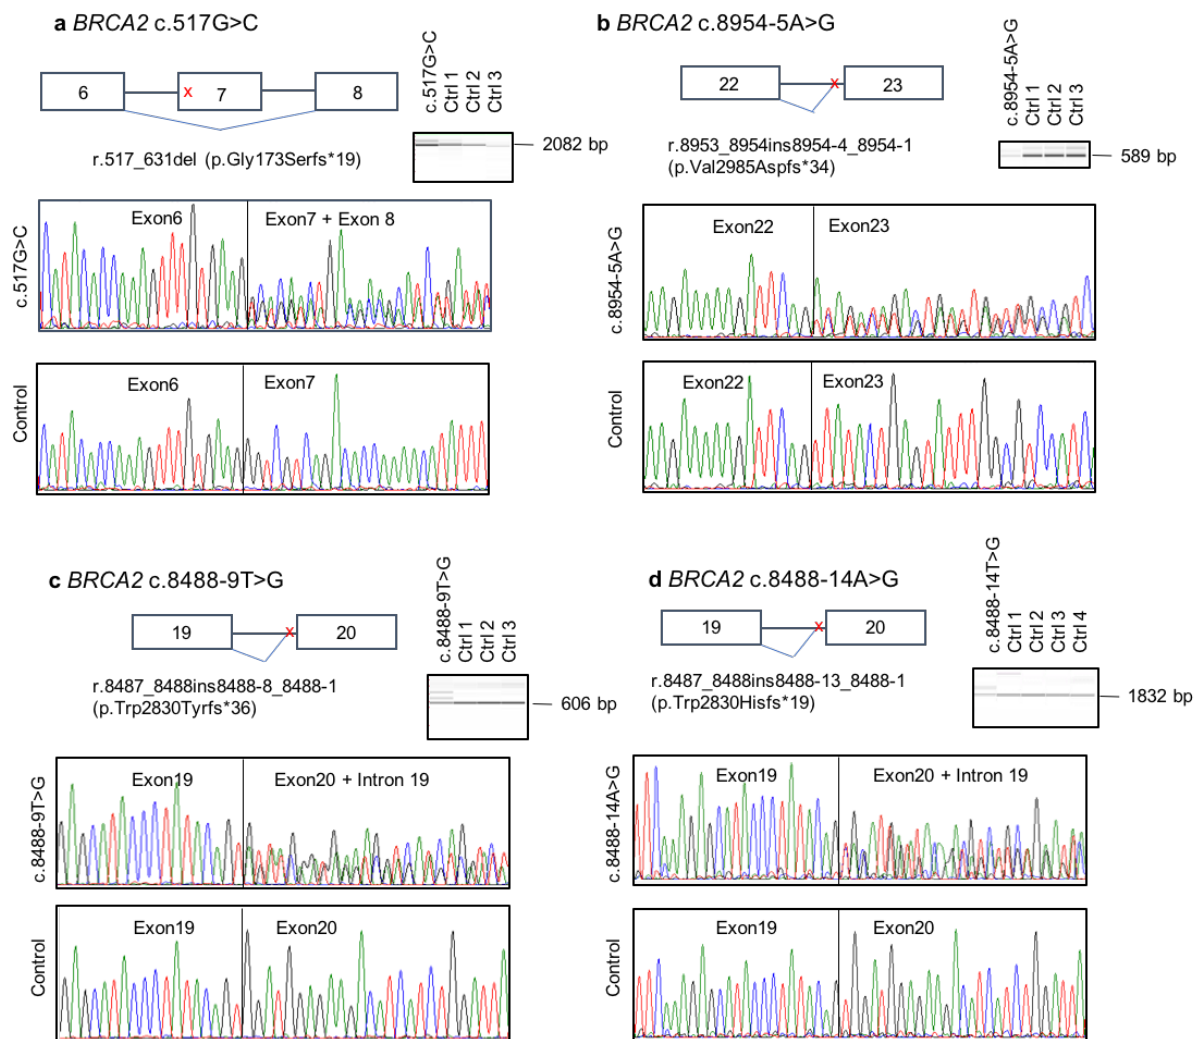 a BRCA2 c.517G>C
6
x
7
8
r.517_631del (p.Gly173Serfs*19)
c.517G>C
Ctrl 1
Ctrl 2
Ctrl 3
2082 bp
c.517G>C
Exon6
Exon7 + Exon 8
Control
Exon6
Exon7
b BRCA2 c.8954-5A>G
22
x
23
r.8953_8954ins8954-4_8954-1
(p.Val2985Aspfs*34)
c.8954-5A>G
Ctrl 1
Ctrl 2
Ctrl 3
589 bp
c.8954-5A>G
Exon22
Exon23
Control
Exon22
Exon23
c BRCA2 c.8488-9T>G
19
x
20
r.8487_8488ins8488-8_8488-1
(p.Trp2830Tyrfs*36)
c.8488-9T>G
Ctrl 1
Ctrl 2
Ctrl 3
606 bp
c.8488-9T>G
Exon19
Exon20 + Intron 19
Control
Exon19
Exon20
d BRCA2 c.8488-14A>G
19
x
20
r.8487_8488ins8488-13_8488-1
(p.Trp2830Hisfs*19)
c.8488-14T>G
Ctrl 1
Ctrl 2
Ctrl 3
Ctrl 4
1832 bp
c.8488-14A>G
Exon19
Exon20 + Intron 19
Control
Exon19
Exon20